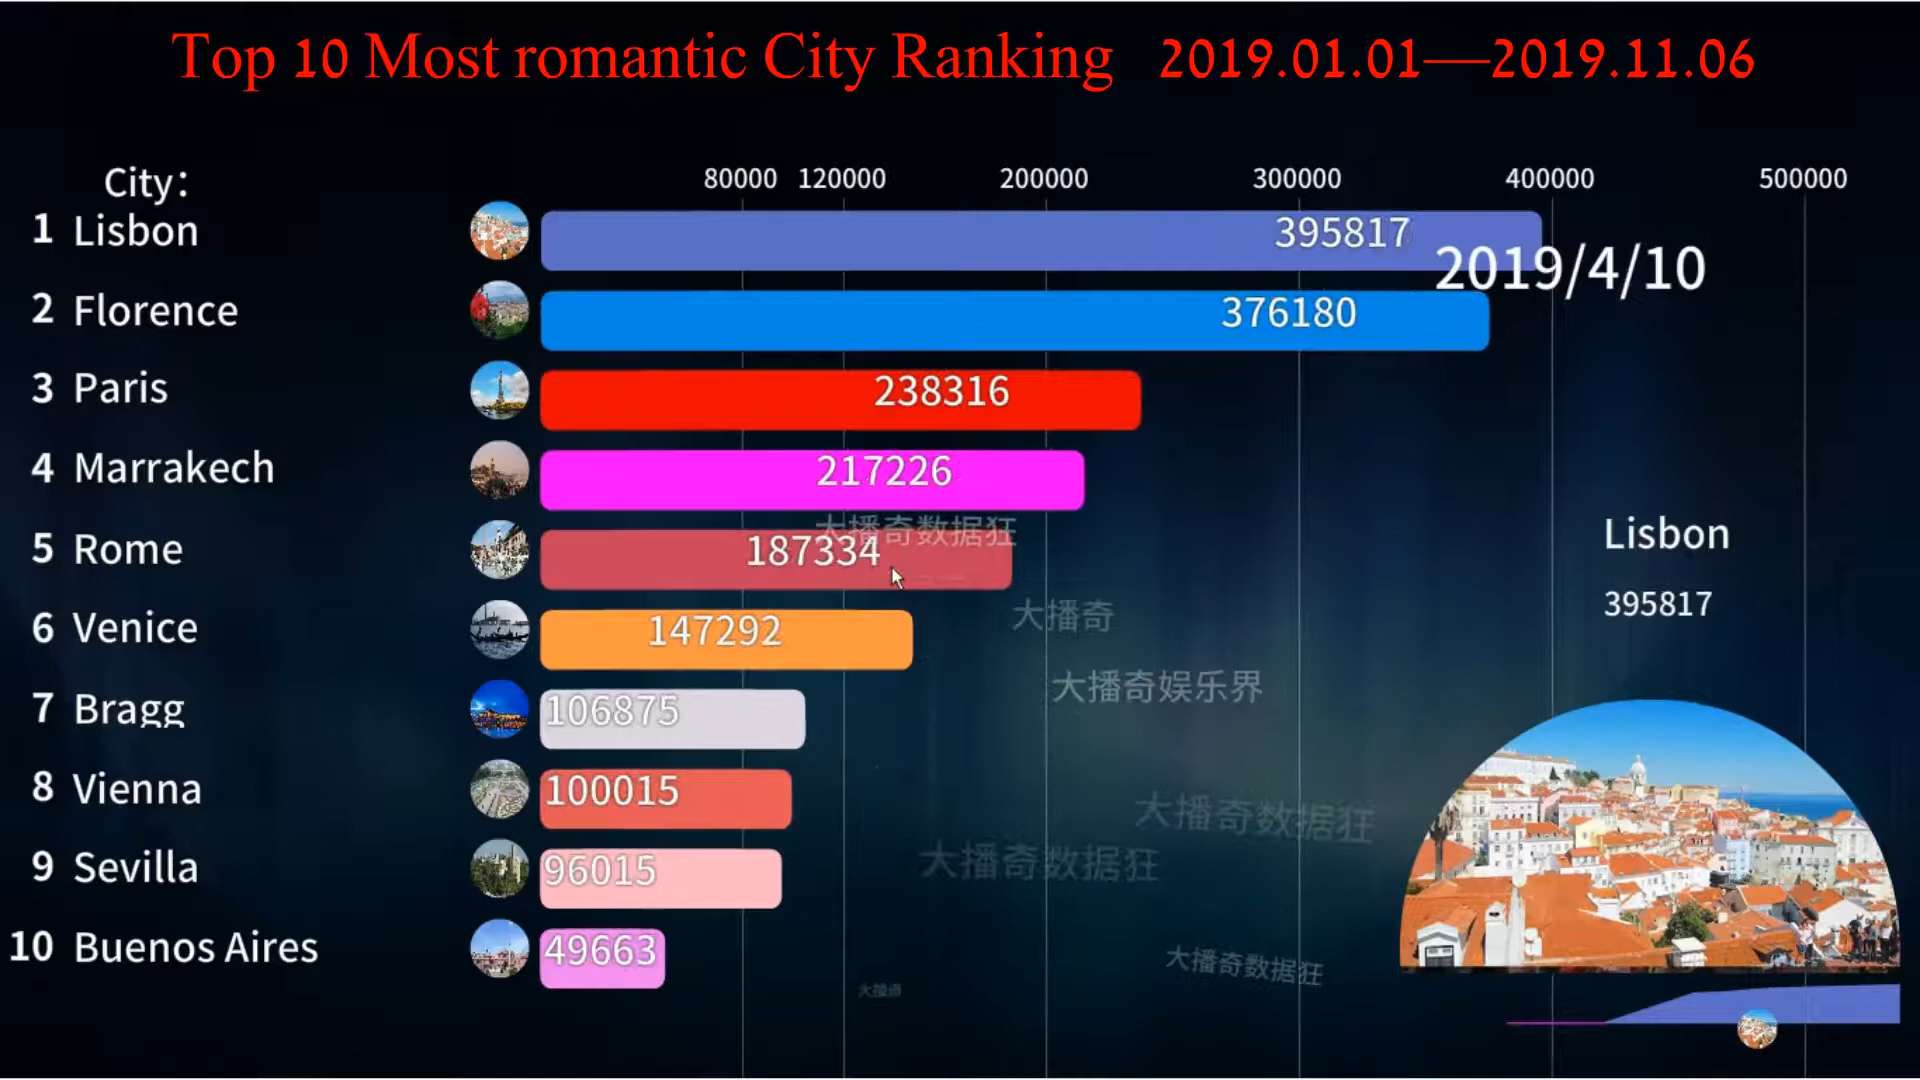 Top 10 Most romantic City Ranking 2019.01.01—2019.11.06
City:
80000 120000 200000 300000 400000 500000
1 Lisbon 395817
2019/4/10
2 Florence 376180
3 Paris 238316
4 Marrakech 217226
大播奇数据狂
5 Rome 187334
Lisbon
395817
大播奇
6 Venice 147292
大播奇娱乐界
7 Bragg 106875
8 Vienna 100015
大播奇数据狂
大播奇数据狂
9 Sevilla 96015
10 Buenos Aires 49663
大播奇数据狂